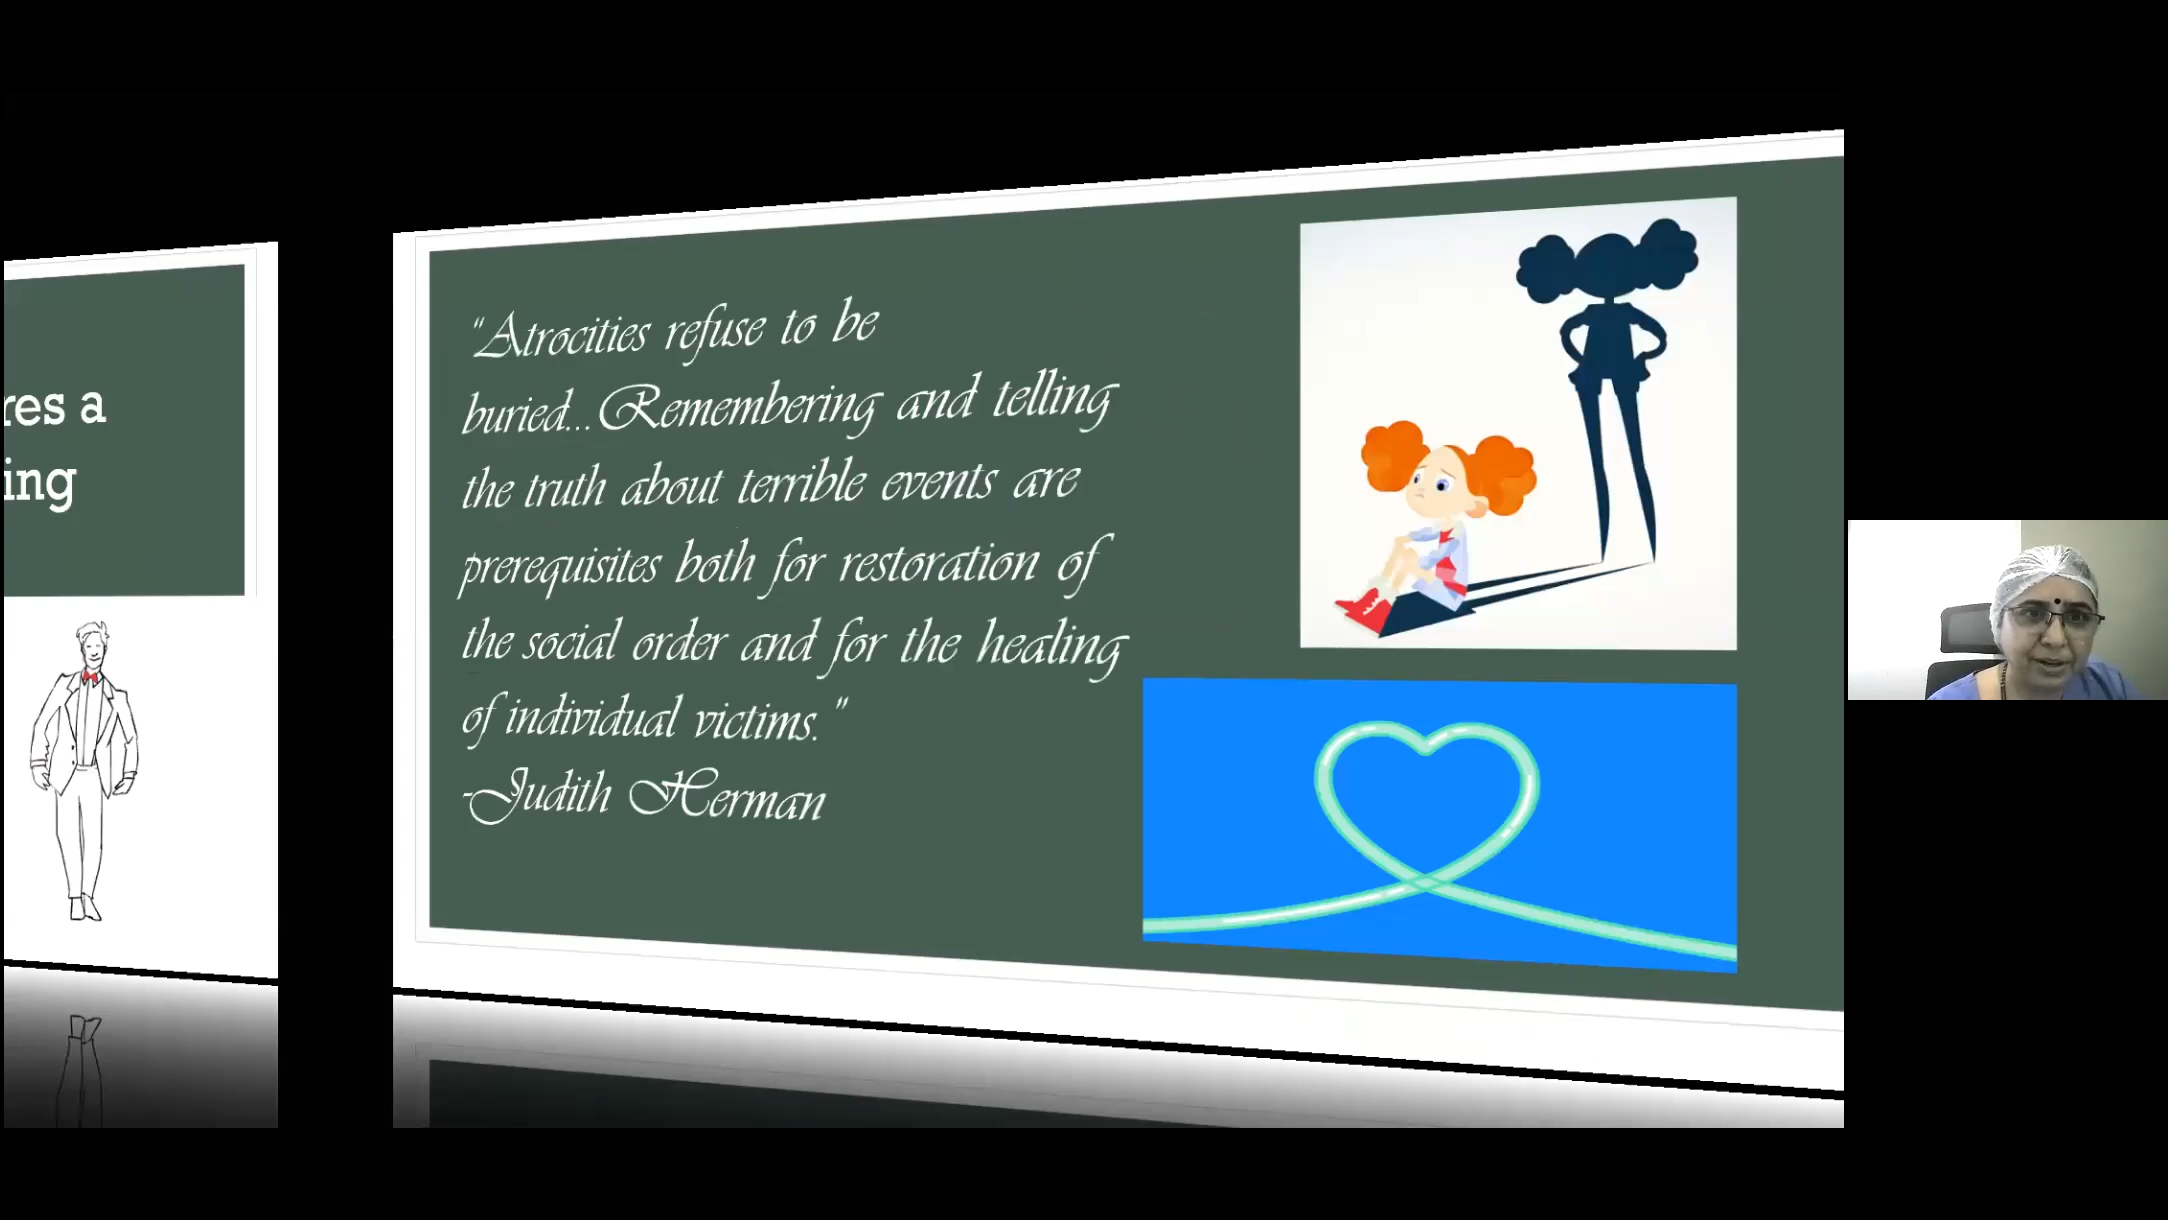 res a
ing
"Atrocities refuse to be
buried...Remembering and telling
the truth about terrible events are
prerequisites both for restoration of
the social order and for the healing
of individual victims."
-Judith Herman